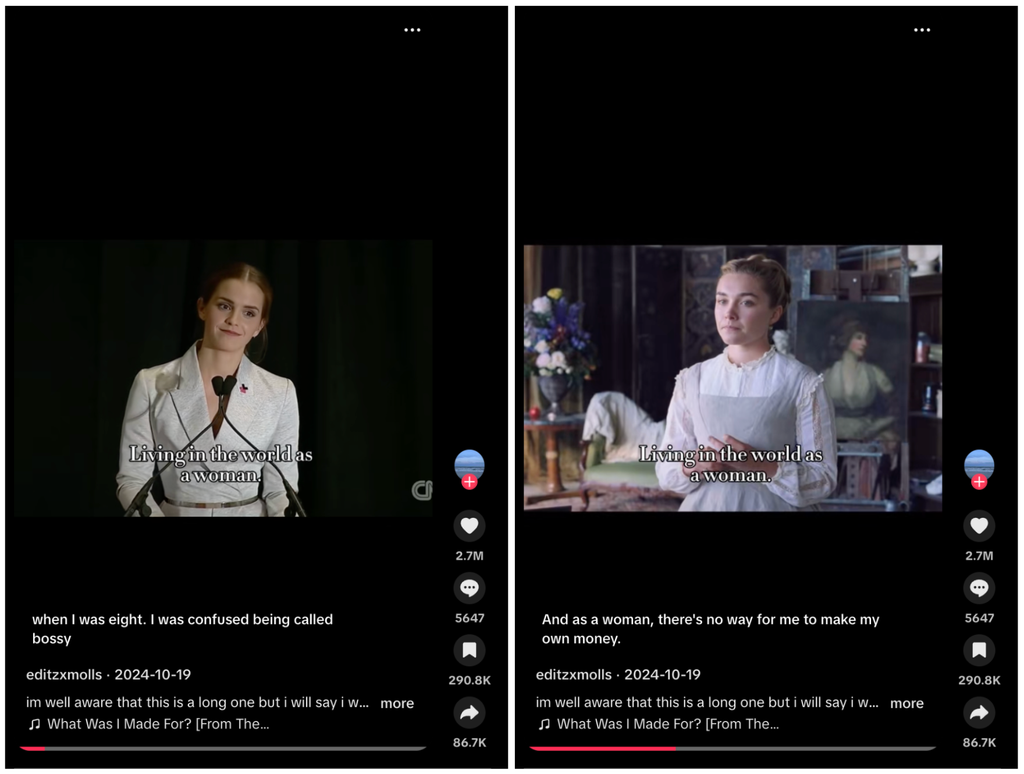 Living in the world as
a woman.
when I was eight. I was confused being called
bossy
editzxmolls · 2024-10-19
im well aware that this is a long one but i will say i w... more
What Was I Made For? [From The...
2.7M
5647
290.8K
86.7K
Living in the world as
a woman.
And as a woman, there's no way for me to make my
own money.
editzxmolls · 2024-10-19
im well aware that this is a long one but i will say i w... more
What Was I Made For? [From The...
2.7M
5647
290.8K
86.7K